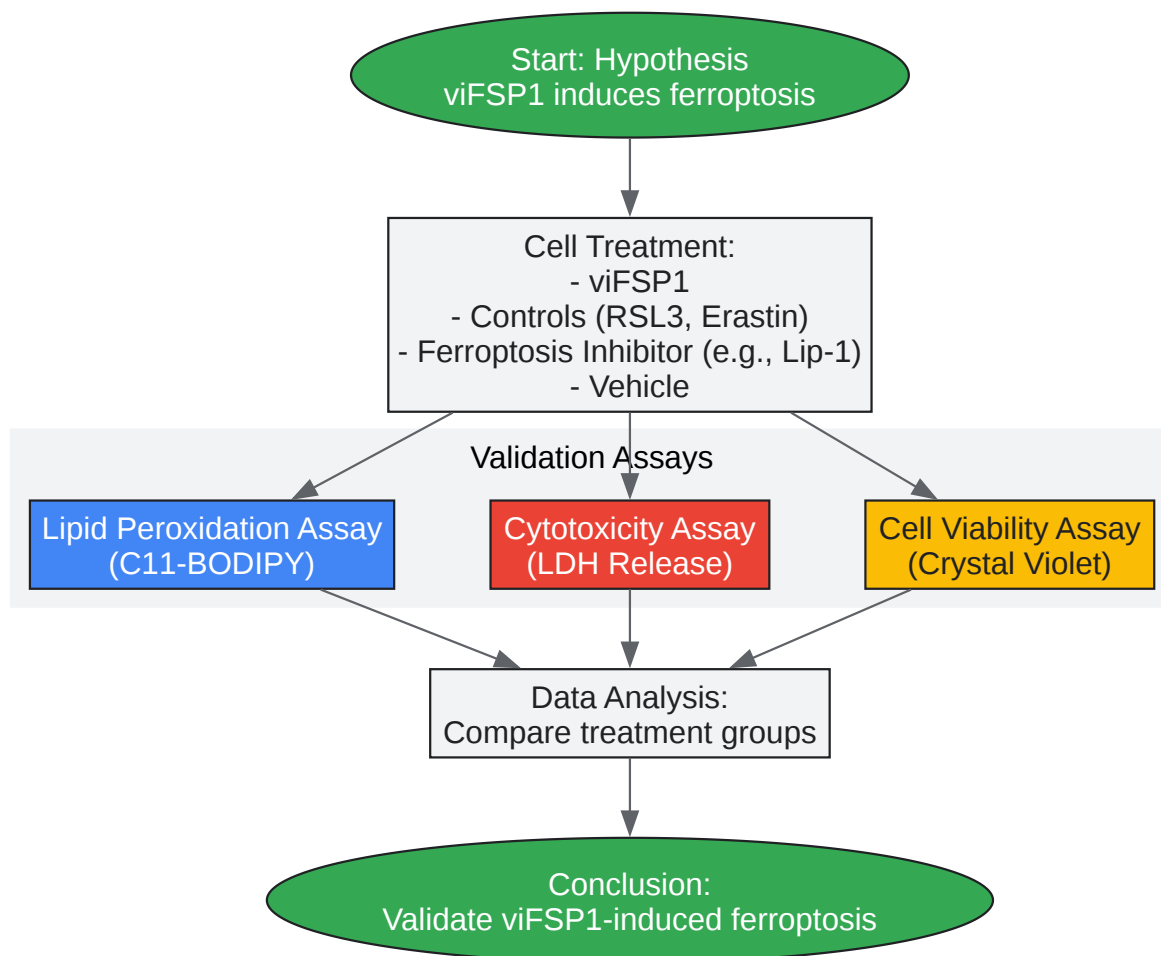 Start: Hypothesis
viFSP1 induces ferroptosis
Cell Treatment:
- viFSP1
- Controls (RSL3, Erastin)
- Ferroptosis Inhibitor (e.g., Lip-1)
- Vehicle
Validation Assays
Lipid Peroxidation Assay
(C11-BODIPY)
Cytotoxicity Assay
(LDH Release)
Cell Viability Assay
(Crystal Violet)
Data Analysis:
Compare treatment groups
Conclusion:
Validate viFSP1-induced ferroptosis